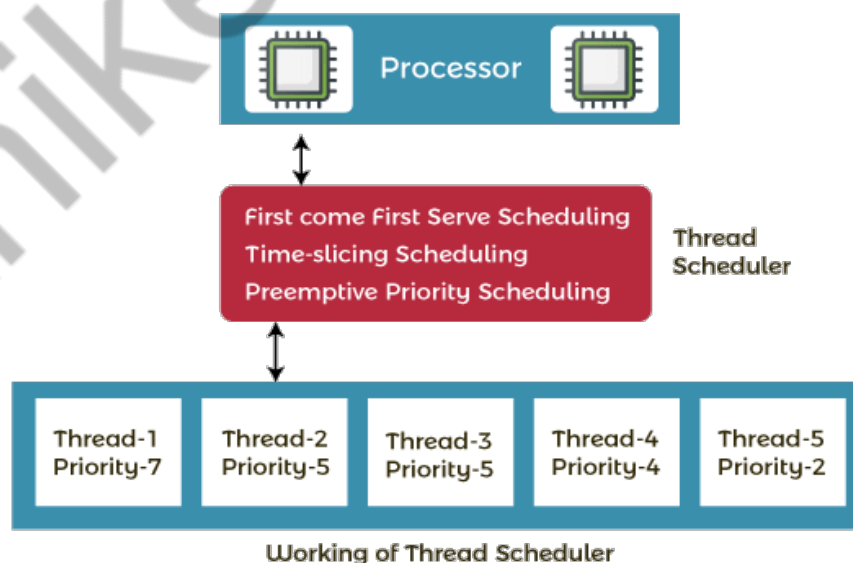 Processor
First come First Serve Scheduling
Time-slicing Scheduling
Preemptive Priority Scheduling
Thread
Scheduler
Thread-1
Priority-7
Thread-2
Priority-5
Thread-3
Priority-5
Thread-4
Priority-4
Thread-5
Priority-2
Working of Thread Scheduler